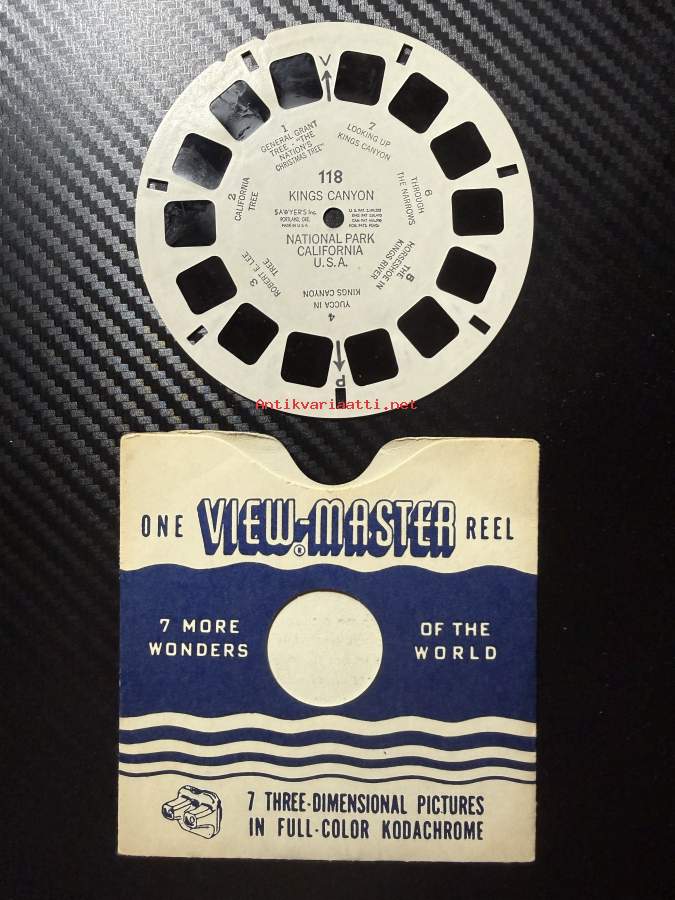 V
1
GENERAL GRANT
TREE - "THE
NATION'S
CHRISTMAS TREE"
7
LOOKING UP
KINGS CANYON
2
CALIFORNIA
TREE
6
THROUGH
THE NARROWS
118
KINGS CANYON
SAWYER'S Inc.
PORTLAND, ORE.
MADE IN U.S.A.
NATIONAL PARK
CALIFORNIA
U.S.A.
3
ROBERT E. LEE
TREE
THE
HORSESHOE IN
KINGS RIVER
4
YUCCA IN
KINGS CANYON
P
Antikvariaatti.net
ONE VIEW-MASTER REEL
®
7 MORE
WONDERS
OF THE
WORLD
7 THREE-DIMENSIONAL PICTURES
IN FULL-COLOR KODACHROME